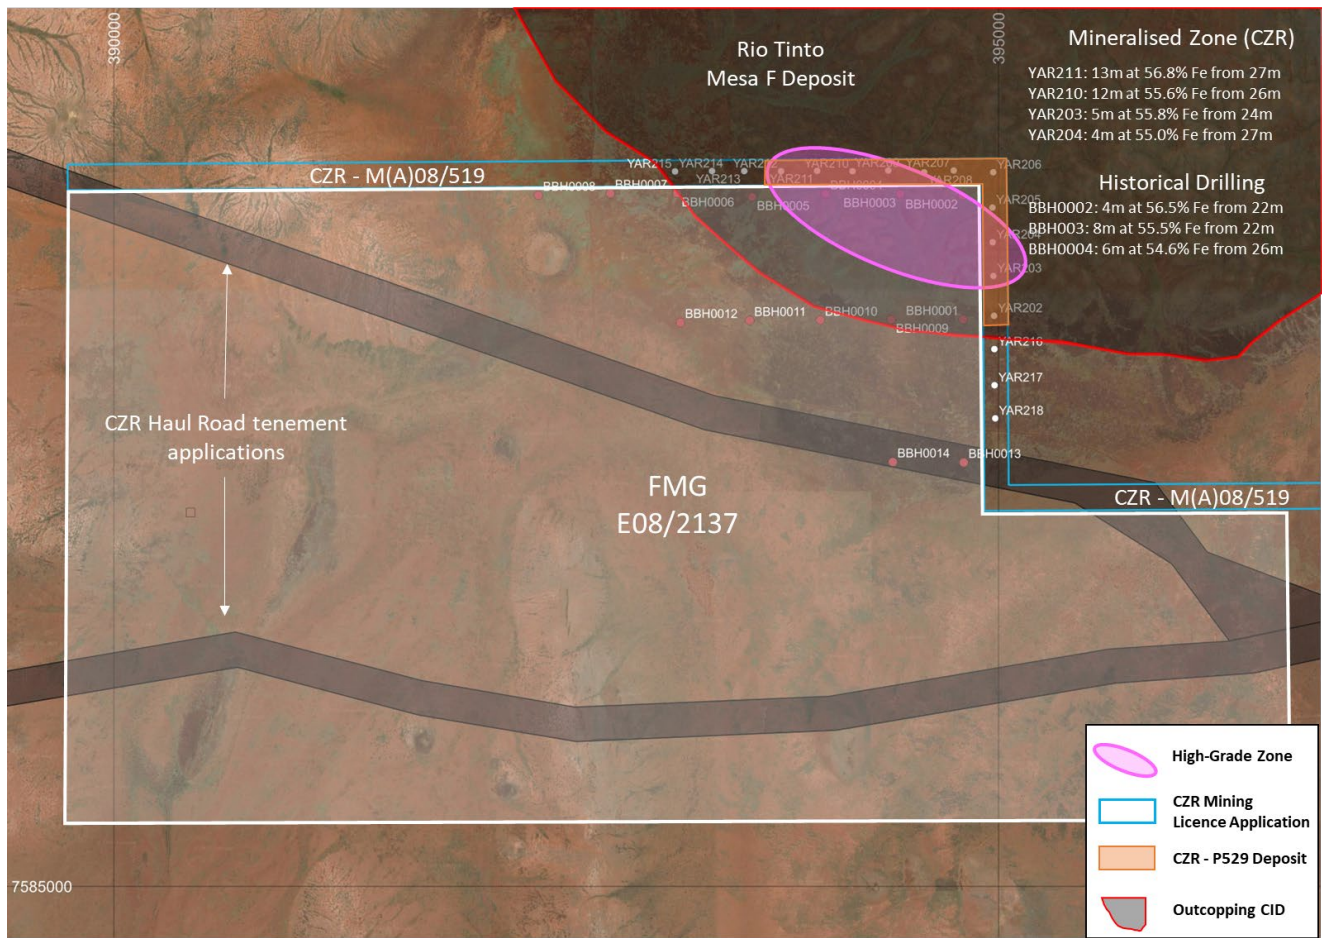 390000
395000
Rio Tinto
Mesa F Deposit
Mineralised Zone (CZR)
YAR211: 13m at 56.8% Fe from 27m
YAR210: 12m at 55.6% Fe from 26m
YAR203: 5m at 55.8% Fe from 24m
YAR204: 4m at 55.0% Fe from 27m
Historical Drilling
BBH0002: 4m at 56.5% Fe from 22m
BBH003: 8m at 55.5% Fe from 22m
BBH0004: 6m at 54.6% Fe from 26m
YAR215
YAR214
YAR210
YAR207
YAR206
CZR - M(A)08/519
YAR213
YAR211
YAR208
BBH0008
BBH0007
BBH0006
BBH0005
BBH0004
BBH0003
BBH0002
YAR205
YAR204
YAR203
YAR202
BBH0012
BBH0011
BBH0010
BBH0001
BBH0009
YAR216
YAR217
YAR218
CZR Haul Road tenement
applications
BBH0014
BBH0013
FMG
E08/2137
CZR - M(A)08/519
High-Grade Zone
CZR Mining
Licence Application
CZR - P529 Deposit
Outcopping CID
7585000